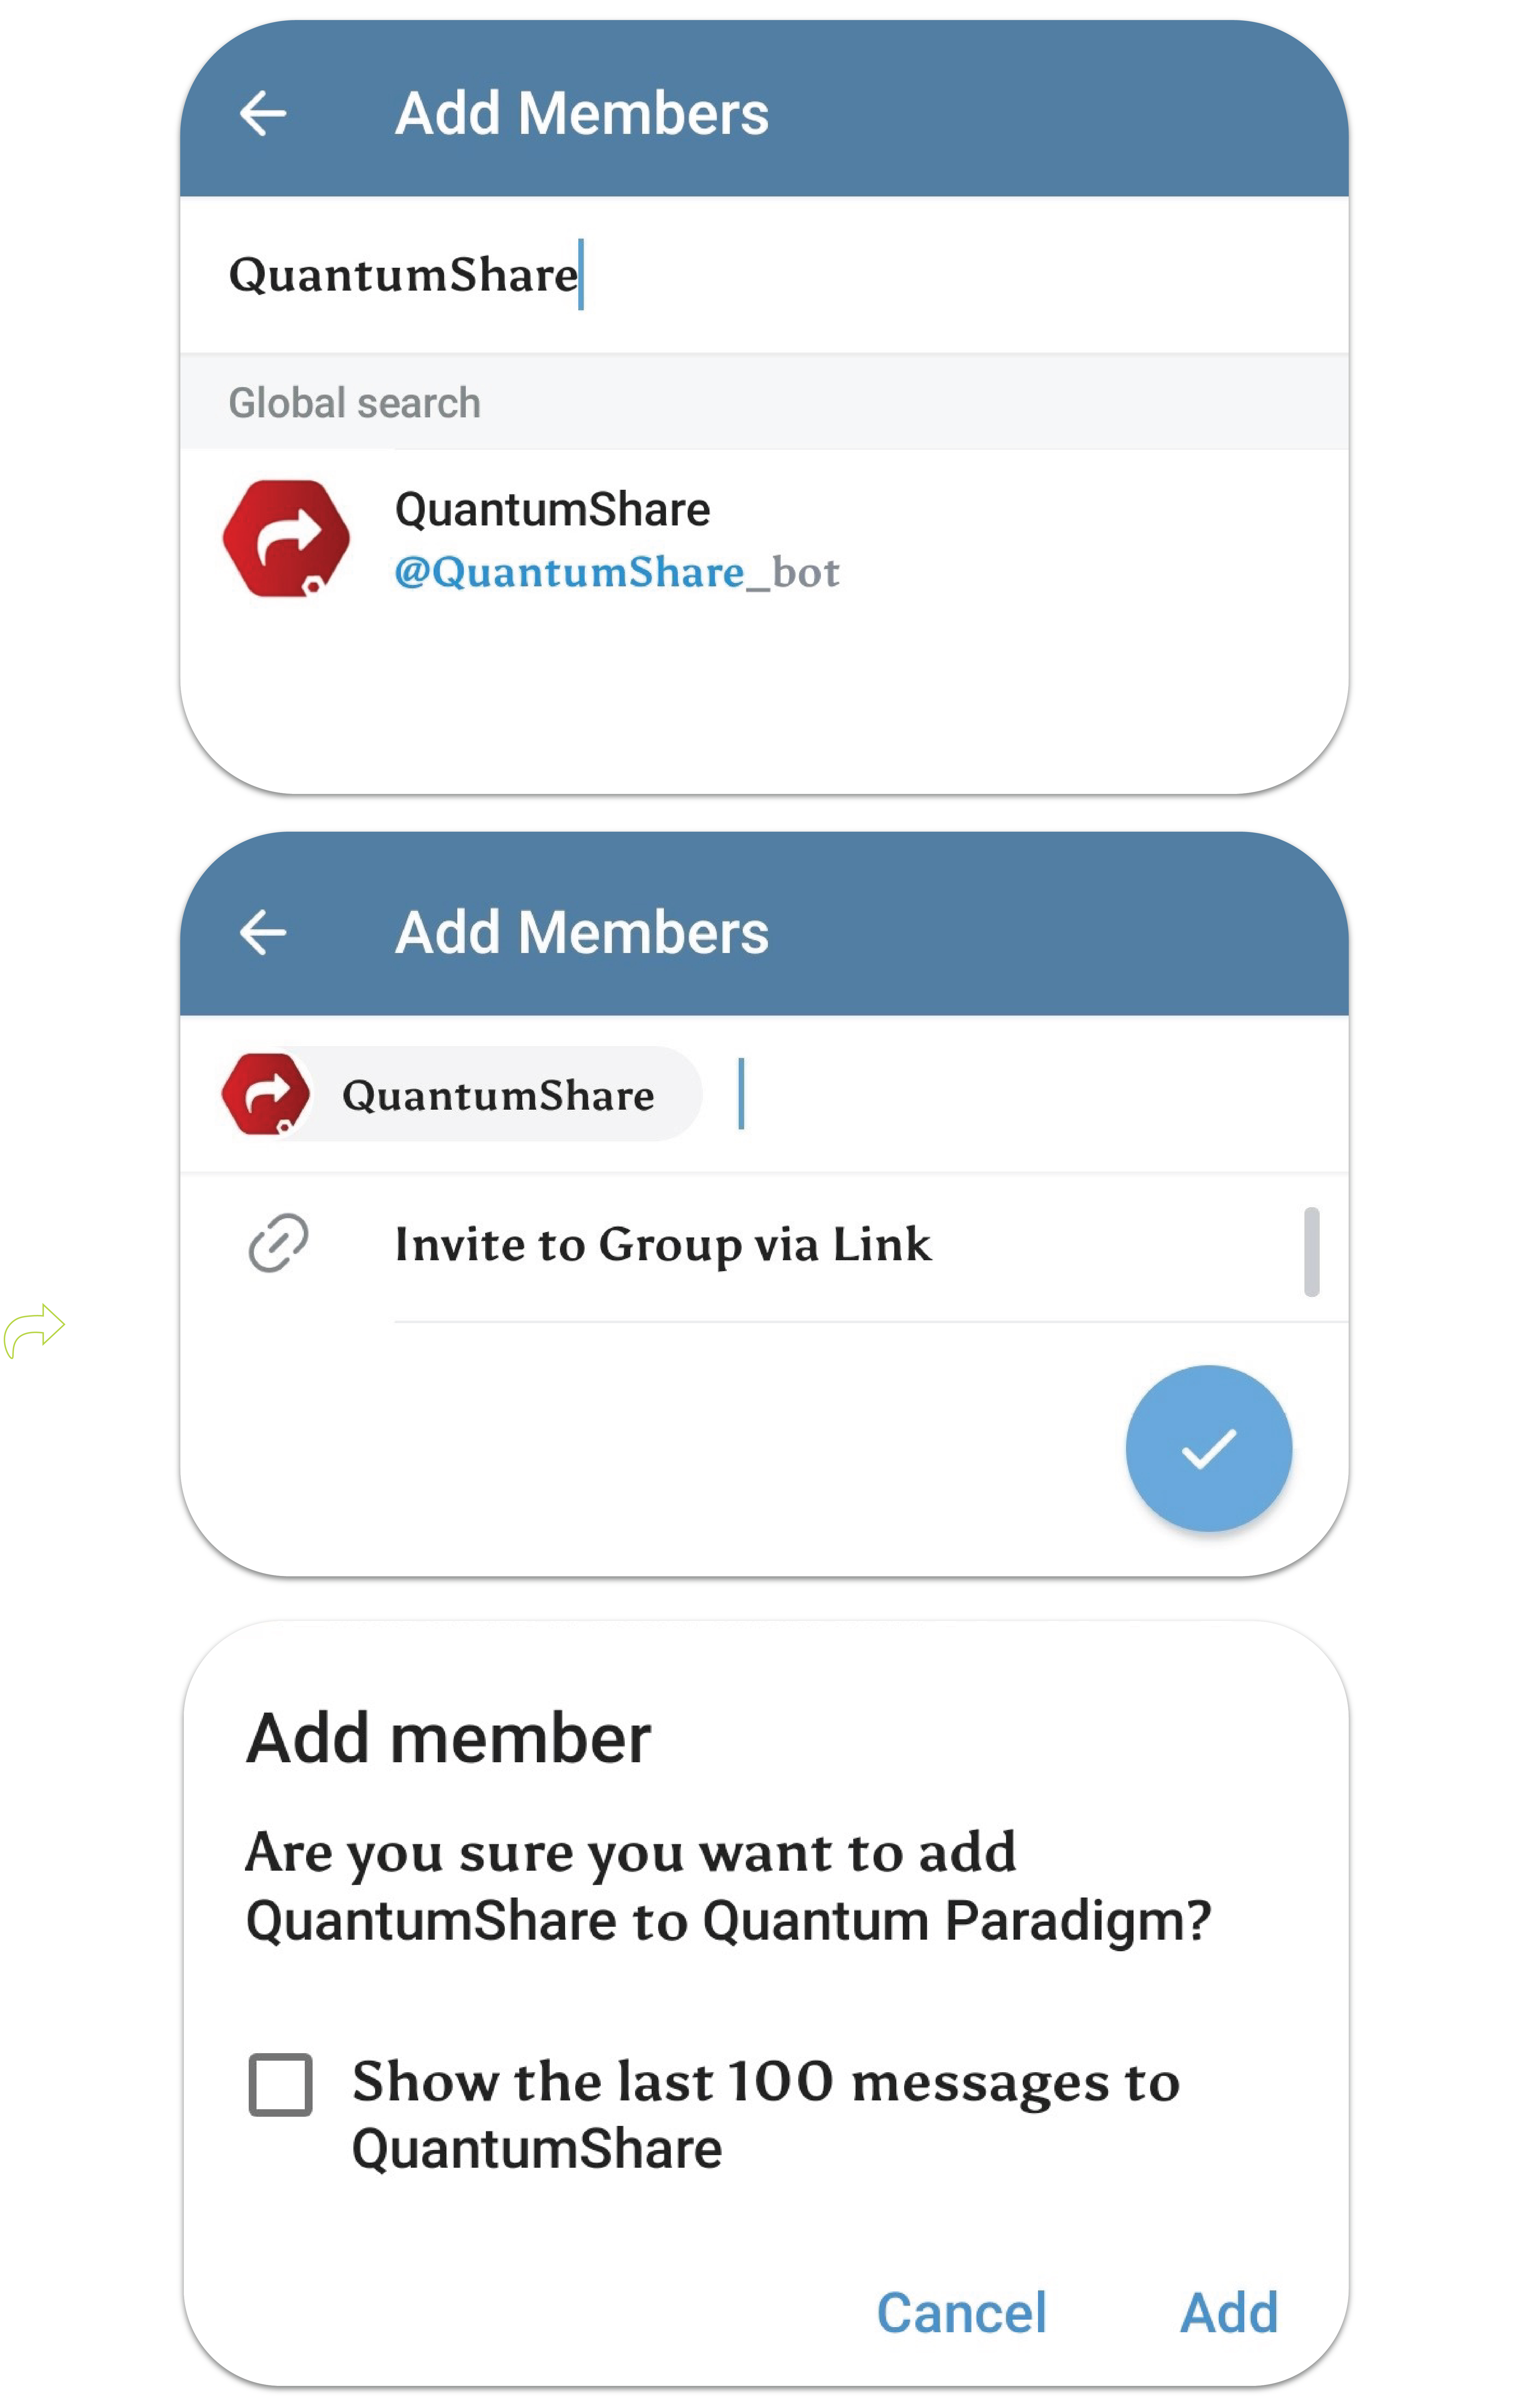 Add Members
QuantumShare
Global search
QuantumShare
@QuantumShare_bot
Add Members
QuantumShare
Invite to Group via Link
Add member
Are you sure you want to add
QuantumShare to Quantum Paradigm?
Show the last 100 messages to
QuantumShare
Cancel Add